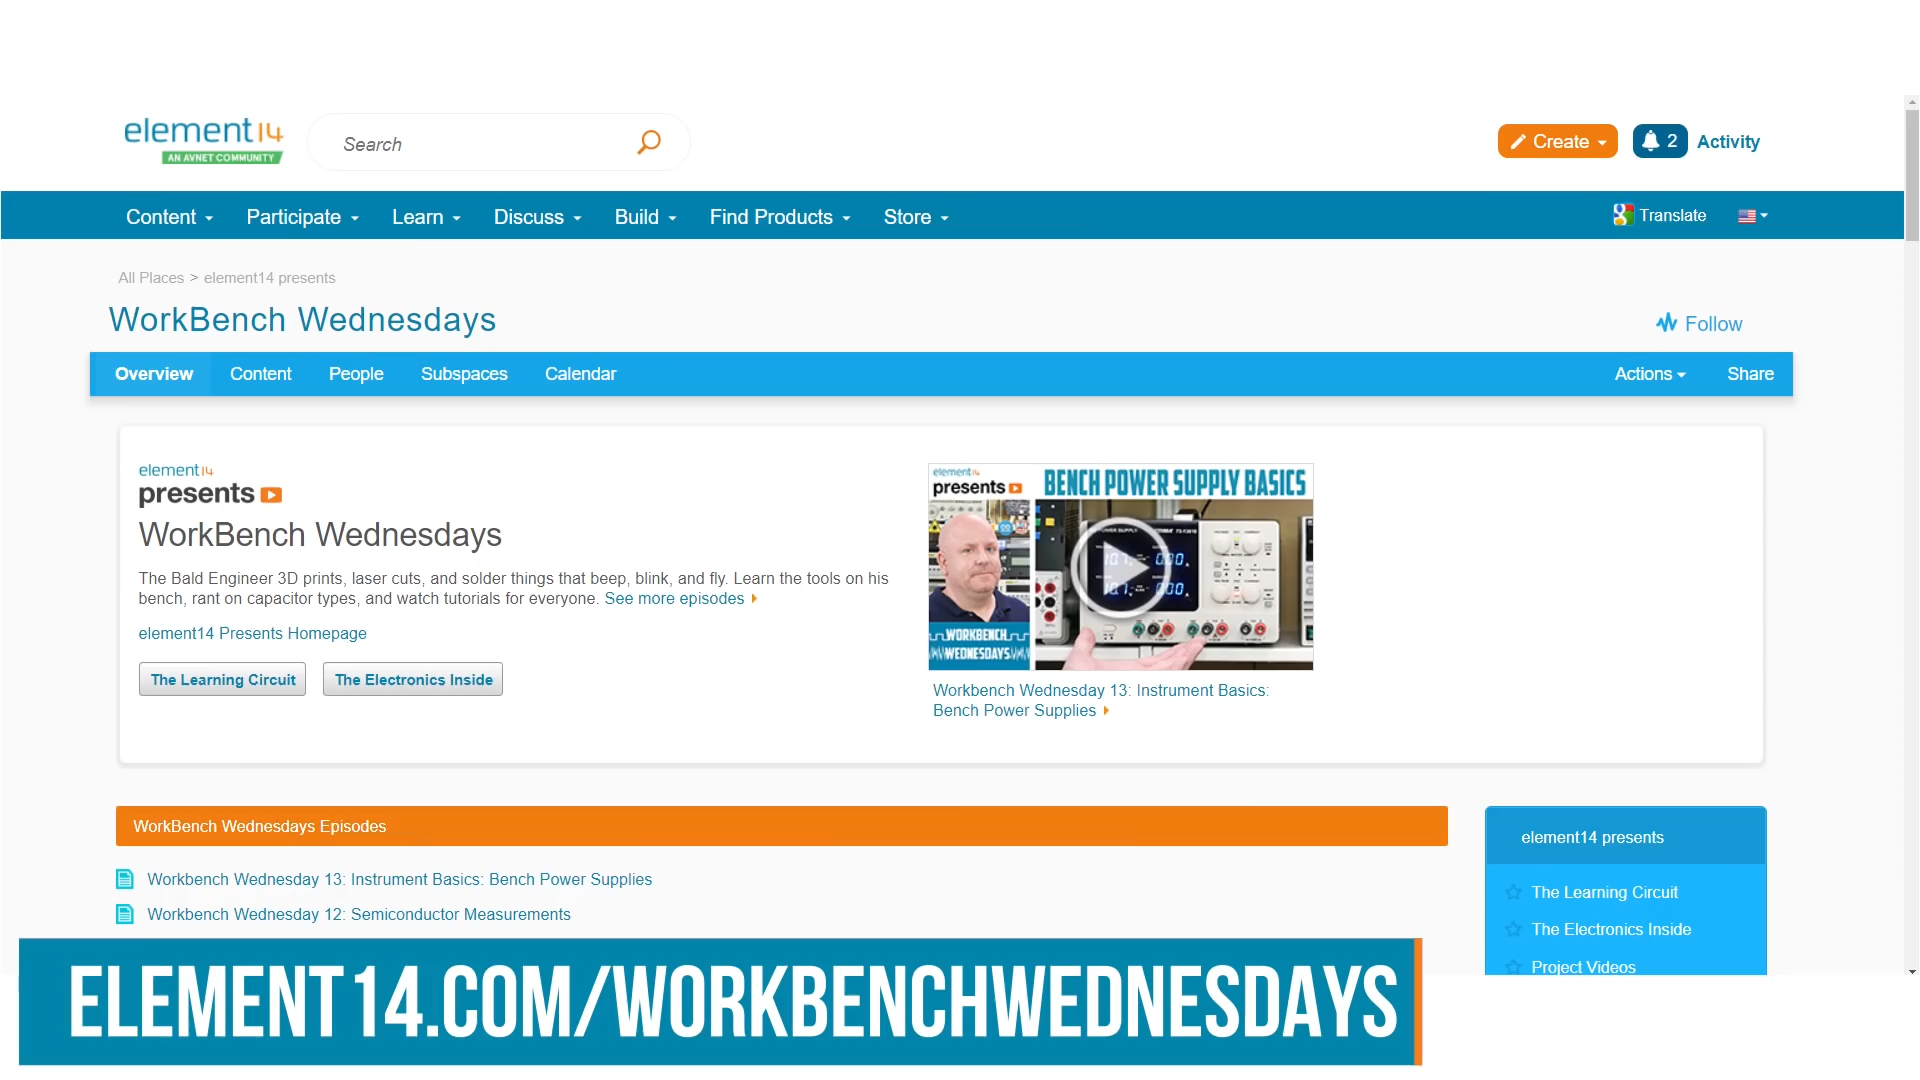 element14
AN AVNET COMMUNITY
Search
Create
2
Activity
Content
Participate
Learn
Discuss
Build
Find Products
Store
Translate
All Places > element14 presents
WorkBench Wednesdays
Follow
Overview
Content
People
Subspaces
Calendar
Actions
Share
element14
presents
WorkBench Wednesdays
The Bald Engineer 3D prints, laser cuts, and solder things that beep, blink, and fly. Learn the tools on his
bench, rant on capacitor types, and watch tutorials for everyone. See more episodes
element14 Presents Homepage
The Learning Circuit
The Electronics Inside
element14
presents
BENCH POWER SUPPLY BASICS
WORKBENCH
WEDNESDAYS
Workbench Wednesday 13: Instrument Basics:
Bench Power Supplies
WorkBench Wednesdays Episodes
Workbench Wednesday 13: Instrument Basics: Bench Power Supplies
Workbench Wednesday 12: Semiconductor Measurements
element14 presents
The Learning Circuit
The Electronics Inside
Project Videos
ELEMENT14.COM/WORKBENCHWEDNESDAYS